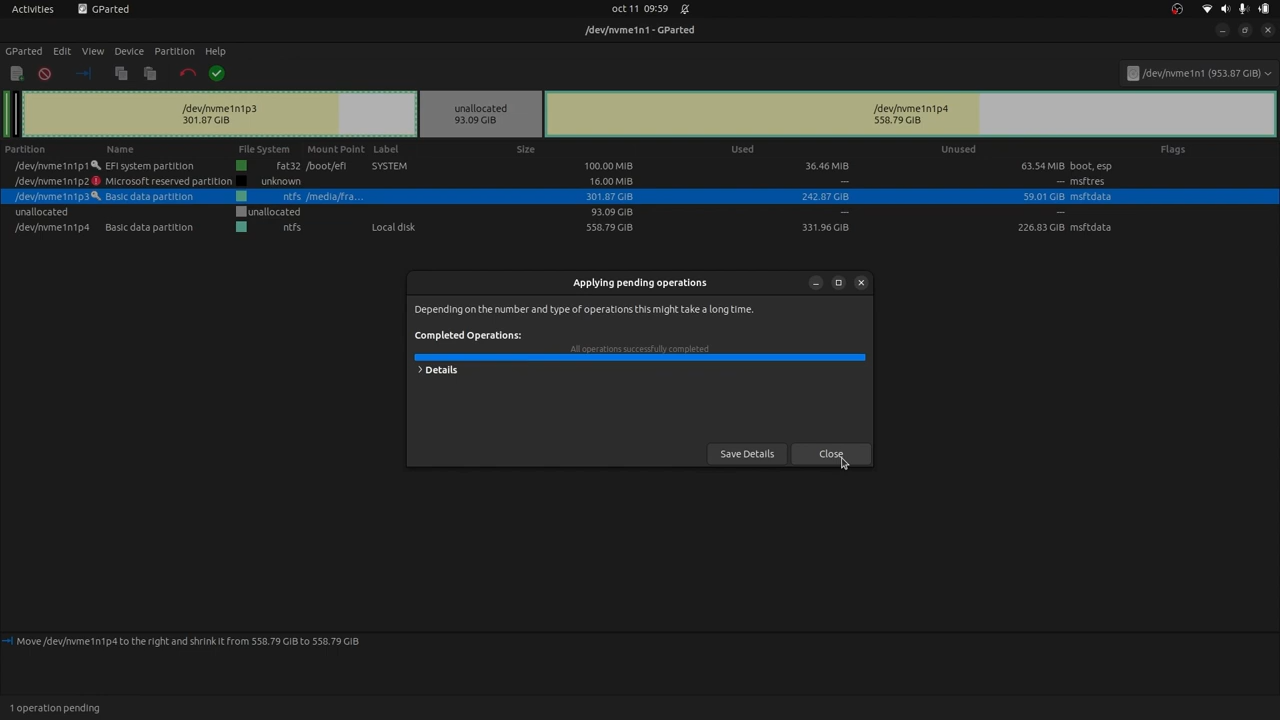 Activities GParted oct 11 09:59
/dev/nvme1n1 - GParted
GParted Edit View Device Partition Help
/dev/nvme1n1 (953.87 GiB)
/dev/nvme1n1p3 unallocated /dev/nvme1n1p4
301.87 GiB 93.09 GiB 558.79 GiB
Partition Name File System Mount Point Label Size Used Unused Flags
/dev/nvme1n1p1 EFI system partition fat32 /boot/efi SYSTEM 100.00 MiB 36.46 MiB 63.54 MiB boot, esp
/dev/nvme1n1p2 Microsoft reserved partition unknown 16.00 MiB --- --- msftres
/dev/nvme1n1p3 Basic data partition ntfs /media/fra... 301.87 GiB 242.87 GiB 59.01 GiB msftdata
unallocated unallocated 93.09 GiB --- ---
/dev/nvme1n1p4 Basic data partition ntfs Local disk 558.79 GiB 331.96 GiB 226.83 GiB msftdata
Applying pending operations
Depending on the number and type of operations this might take a long time.
Completed Operations:
All operations successfully completed
Details
Save Details Close
Move /dev/nvme1n1p4 to the right and shrink it from 558.79 GiB to 558.79 GiB
1 operation pending